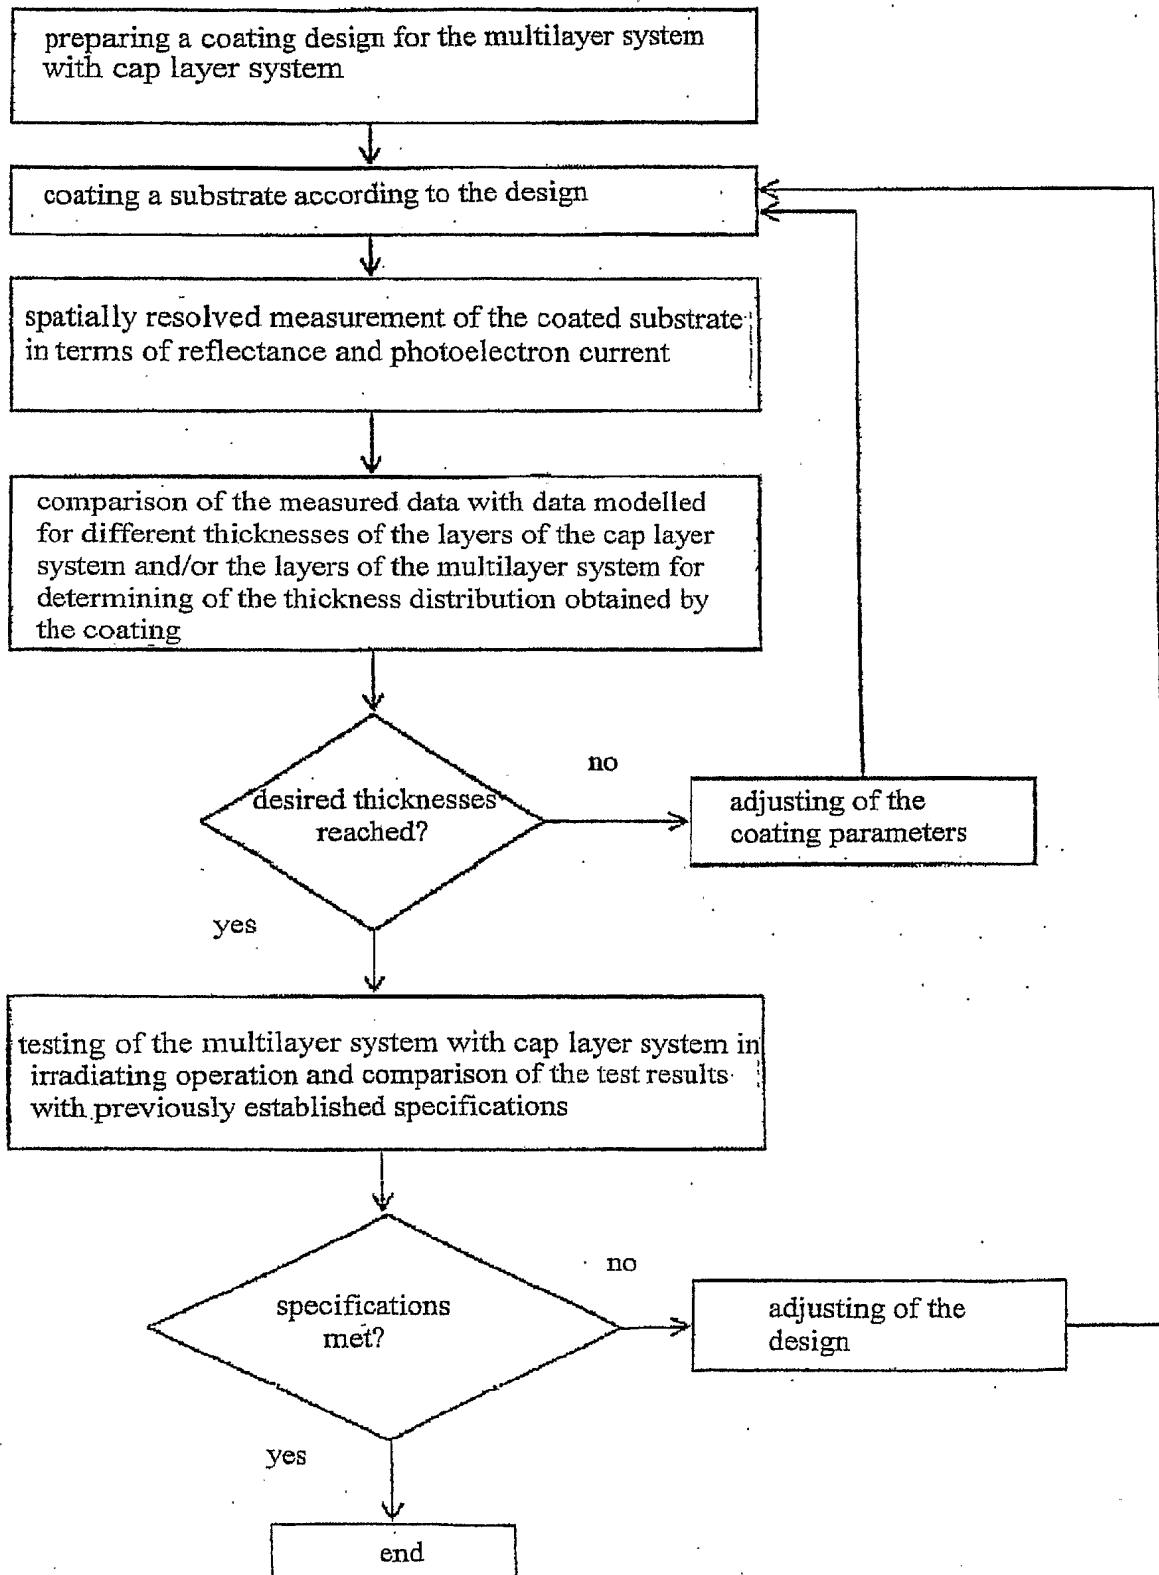 preparing a coating design for the multilayer system
with cap layer system
coating a substrate according to the design
spatially resolved measurement of the coated substrate
in terms of reflectance and photoelectron current
comparison of the measured data with data modelled
for different thicknesses of the layers of the cap layer
system and/or the layers of the multilayer system for
determining of the thickness distribution obtained by
the coating
desired thicknesses
reached?
no
adjusting of the
coating parameters
yes
testing of the multilayer system with cap layer system in
irradiating operation and comparison of the test results
with previously established specifications
specifications
met?
no
adjusting of the
design
yes
end